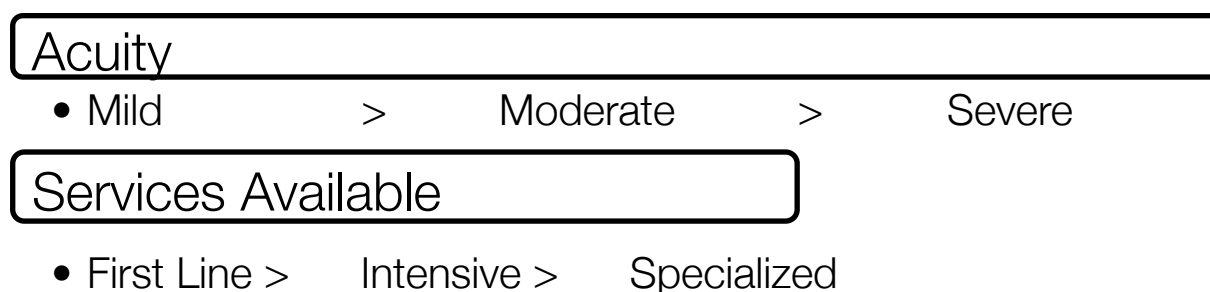 Acuity
• Mild > Moderate > Severe
Services Available
• First Line > Intensive > Specialized